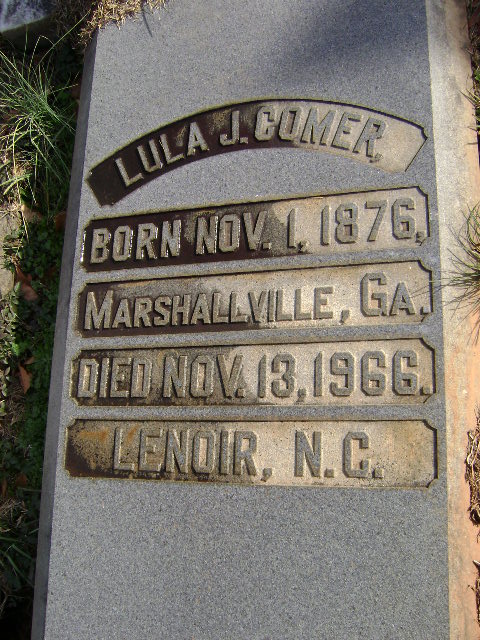 LULA J. COMER,
BORN NOV. 1, 1876.
MARSHALLVILLE, GA.
DIED NOV. 13, 1966.
LENOIR, N. C.